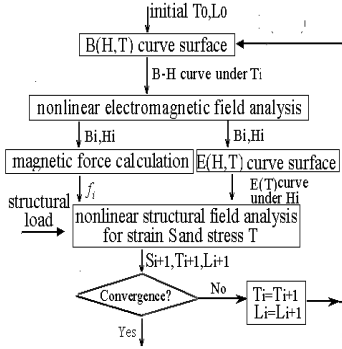 initial To,Lo
B(H,T) curve surface
B-H curve under Ti
nonlinear electromagnetic field analysis
Bi,Hi
Bi,Hi
magnetic force calculation
E(H,T) curve surface
fi
E(T)curve
under Hi
structural
load
nonlinear structural field analysis
for strain Sand stress T
Si+1,Ti+1,Li+1
Convergence?
No
Ti=Ti+1
Li=Li+1
Yes